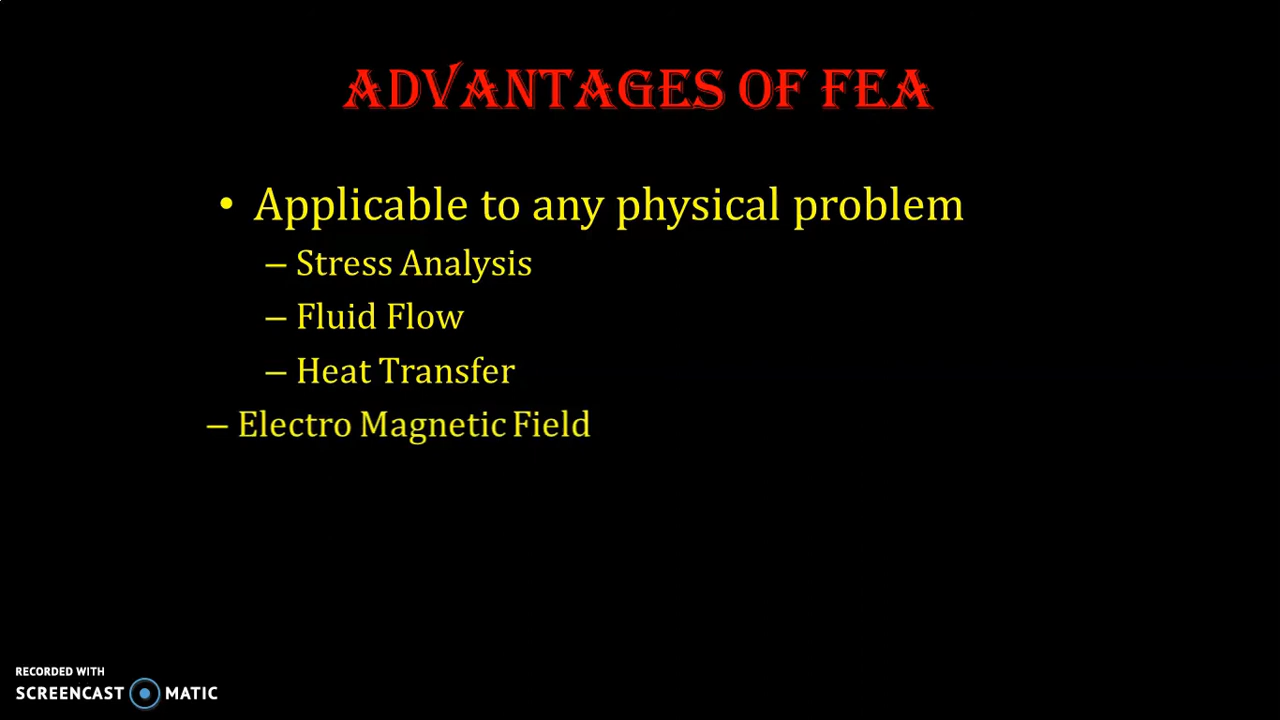 ADVANTAGES OF FEA
• Applicable to any physical problem
– Stress Analysis
– Fluid Flow
– Heat Transfer
– Electro Magnetic Field
RECORDED WITH
SCREENCAST MATIC